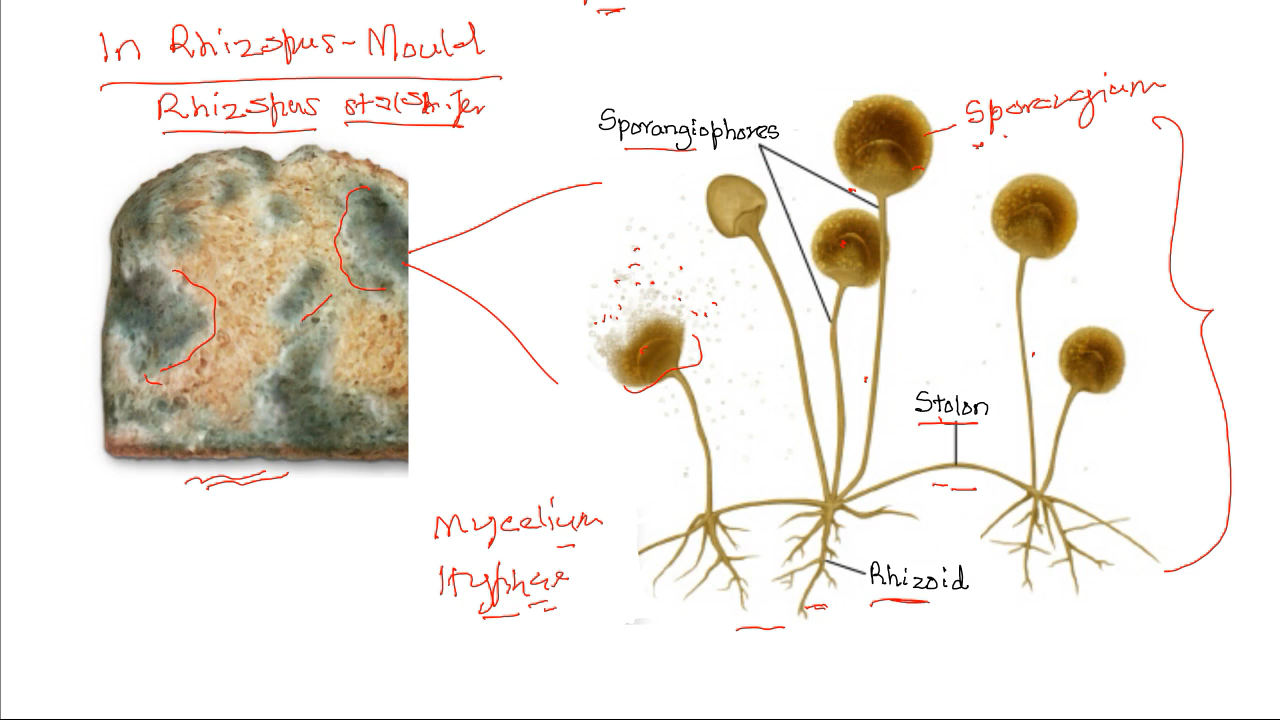 In Rhizopus-Mould
Rhizopus
Sporangiophores
Sporangium
Stolon
Mycelium
Hyphae
Rhizoid